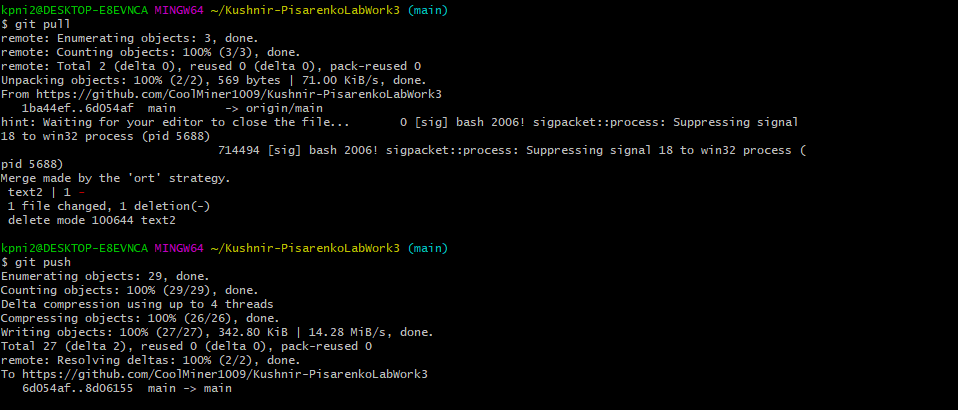 kpni2@DESKTOP-E8EVNCA MINGW64 ~/Kushnir-PisarenkoLabWork3 (main)
$ git pull
remote: Enumerating objects: 3, done.
remote: Counting objects: 100% (3/3), done.
remote: Total 2 (delta 0), reused 0 (delta 0), pack-reused 0
Unpacking objects: 100% (2/2), 569 bytes | 71.00 KiB/s, done.
From https://github.com/CoolMiner1009/Kushnir-PisarenkoLabWork3
   1ba44ef..6d054af  main       -> origin/main
hint: Waiting for your editor to close the file...       0 [sig] bash 2006! sigpacket::process: Suppressing signal
18 to win32 process (pid 5688)
                               714494 [sig] bash 2006! sigpacket::process: Suppressing signal 18 to win32 process (
pid 5688)
Merge made by the 'ort' strategy.
 text2 | 1 -
 1 file changed, 1 deletion(-)
 delete mode 100644 text2
kpni2@DESKTOP-E8EVNCA MINGW64 ~/Kushnir-PisarenkoLabWork3 (main)
$ git push
Enumerating objects: 29, done.
Counting objects: 100% (29/29), done.
Delta compression using up to 4 threads
Compressing objects: 100% (26/26), done.
Writing objects: 100% (27/27), 342.80 KiB | 14.28 MiB/s, done.
Total 27 (delta 2), reused 0 (delta 0), pack-reused 0
remote: Resolving deltas: 100% (2/2), done.
To https://github.com/CoolMiner1009/Kushnir-PisarenkoLabWork3
   6d054af..8d06155  main -> main